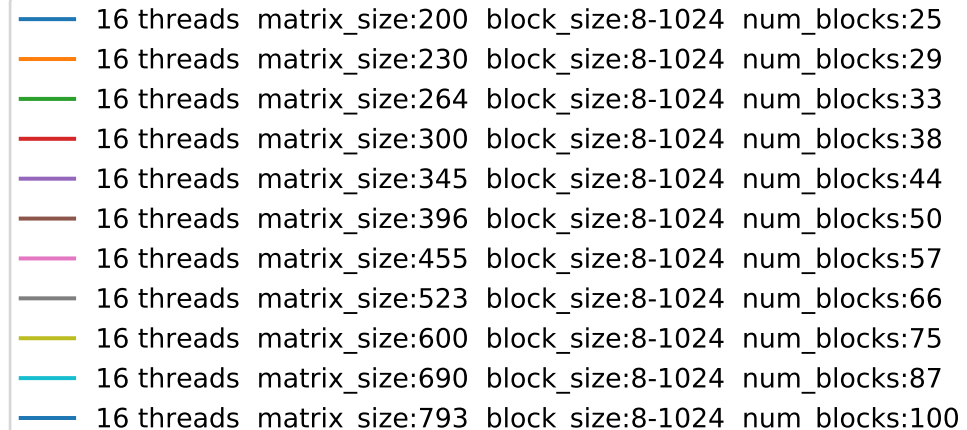 16 threads  matrix_size:200  block_size:8-1024  num_blocks:25
16 threads  matrix_size:230  block_size:8-1024  num_blocks:29
16 threads  matrix_size:264  block_size:8-1024  num_blocks:33
16 threads  matrix_size:300  block_size:8-1024  num_blocks:38
16 threads  matrix_size:345  block_size:8-1024  num_blocks:44
16 threads  matrix_size:396  block_size:8-1024  num_blocks:50
16 threads  matrix_size:455  block_size:8-1024  num_blocks:57
16 threads  matrix_size:523  block_size:8-1024  num_blocks:66
16 threads  matrix_size:600  block_size:8-1024  num_blocks:75
16 threads  matrix_size:690  block_size:8-1024  num_blocks:87
16 threads  matrix_size:793  block_size:8-1024  num_blocks:100